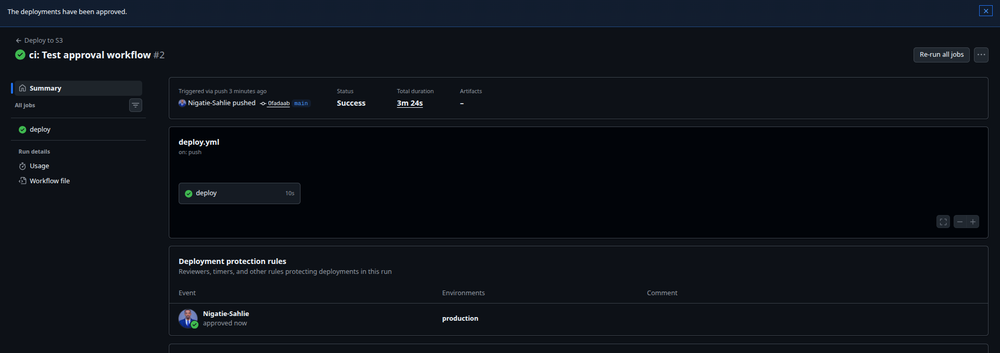 The deployments have been approved.
Deploy to S3
ci: Test approval workflow #2
Re-run all jobs
Summary
All jobs
deploy
Run details
Usage
Workflow file
Triggered via push 3 minutes ago
Nigatie-Sahlie pushed 0fadaab main
Status
Success
Total duration
3m 24s
Artifacts
–
deploy.yml
on: push
deploy 10s
Deployment protection rules
Reviewers, timers, and other rules protecting deployments in this run
Event Environments Comment
Nigatie-Sahlie
approved now
production